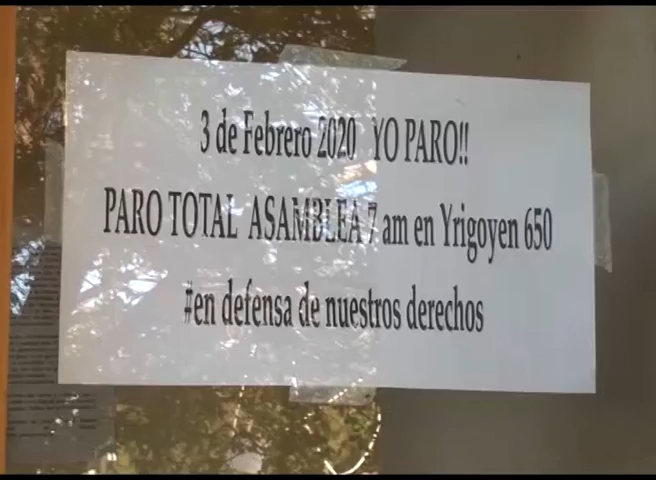 3 de Febrero 2020 YO PARO!!
PARO TOTAL ASAMBLEA 7 am en Yrigoyen 650
#en defensa de nuestros derechos